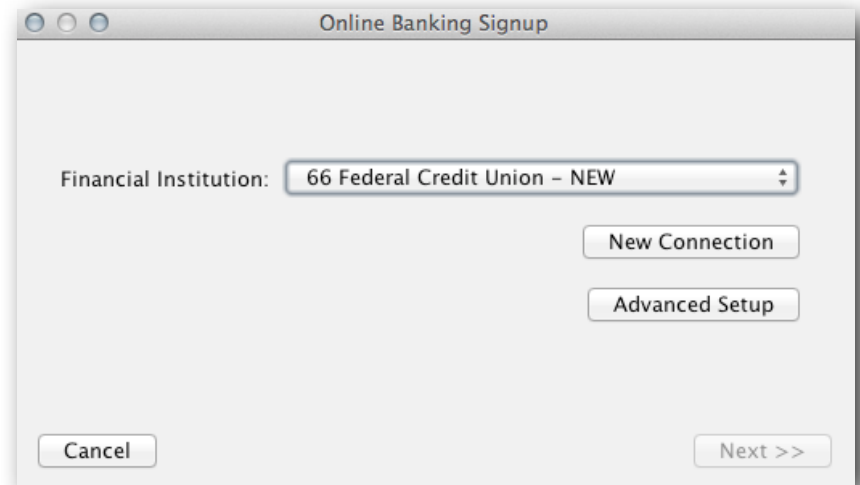 Online Banking Signup
Financial Institution: 66 Federal Credit Union – NEW
New Connection
Advanced Setup
Cancel Next >>